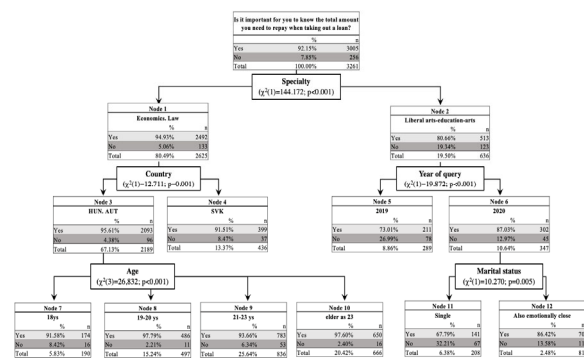 Is it important for you to know the total amount
you need to repay when taking out a loan?
% n
Yes 92.15% 3005
No 7.85% 256
Total 100.00% 3261
Specialty
(χ²(1)=144.172; p<0.001)
Node 1
Economics. Law
% n
Yes 94.93% 2492
No 5.06% 133
Total 80.49% 2625
Node 2
Liberal arts-education-arts
% n
Yes 80.66% 513
No 19.34% 123
Total 19.50% 636
Country
(χ²(1)=12.711; p=0.001)
Year of query
(χ²(1)=19.872; p<0.001)
Node 3
HUN. AUT
% n
Yes 95.61% 2093
No 4.38% 96
Total 67.13% 2189
Node 4
SVK
% n
Yes 91.51% 399
No 8.47% 37
Total 13.37% 436
Node 5
2019
% n
Yes 73.01% 211
No 26.99% 78
Total 8.86% 289
Node 6
2020
% n
Yes 87.03% 302
No 12.97% 45
Total 10.64% 347
Age
(χ²(3)=26,832; p<0,001)
Marital status
(χ²(1)=10.270; p=0.005)
Node 7
18ys
% n
Yes 91.58% 174
No 8.42% 16
Total 5.83% 190
Node 8
19-20 ys
% n
Yes 97.79% 486
No 2.21% 11
Total 15.24% 497
Node 9
21-23 ys
% n
Yes 93.66% 783
No 6.34% 53
Total 25.64% 836
Node 10
elder as 23
% n
Yes 97.60% 650
No 2.40% 16
Total 20.42% 666
Node 11
Single
% n
Yes 67.79% 141
No 32.21% 67
Total 6.38% 208
Node 12
Also emotionally close
%
Yes 86.42%
No 13.58%
Total 2.48%